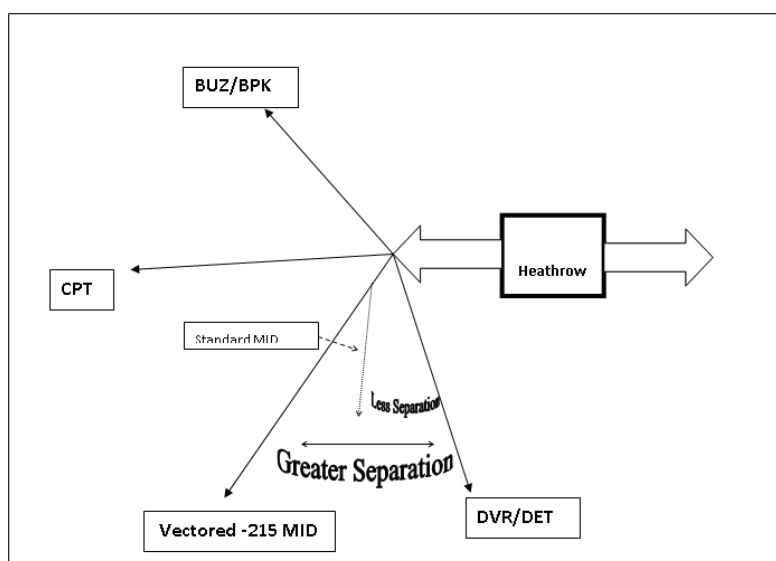 BUZ/BPK
Heathrow
CPT
Standard MID
Less Separation
Greater Separation
Vectored -215 MID
DVR/DET